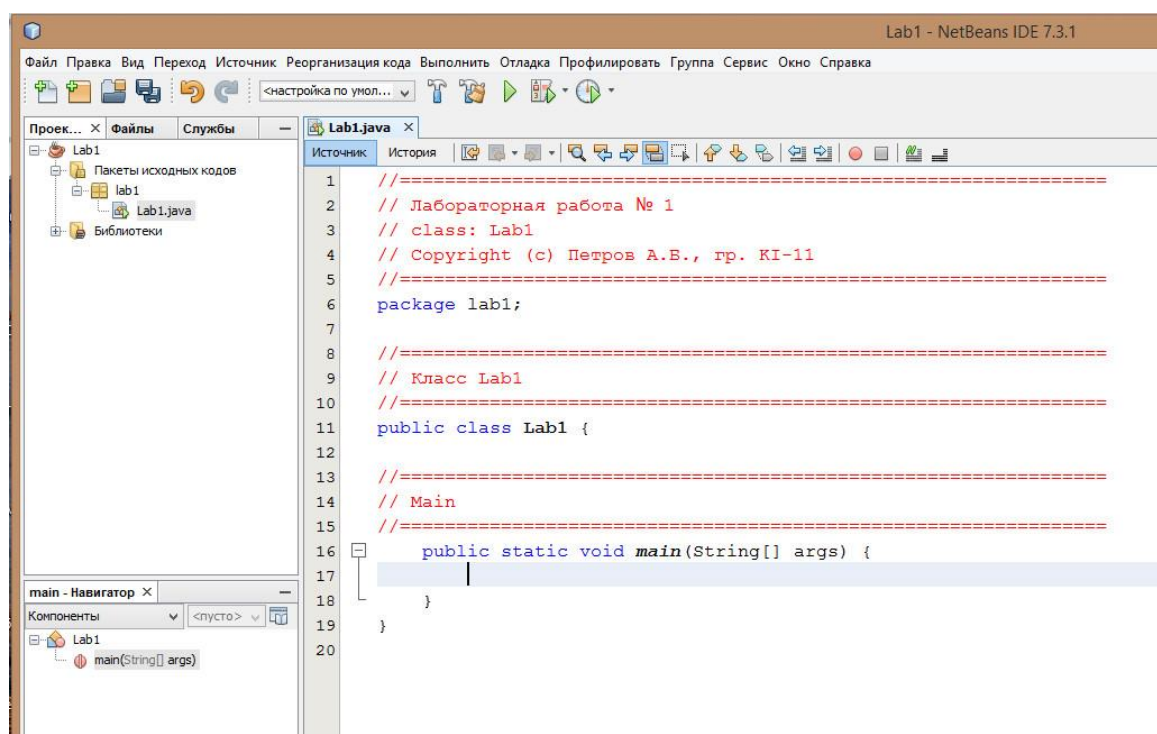 Lab1 - NetBeans IDE 7.3.1
Файл Правка Вид Переход Источник Реорганизация кода Выполнить Отладка Профилировать Группа Сервис Окно Справка
<настройка по умол...
Проек... Файлы Службы
Lab1.java
Lab1
Источник История
Пакеты исходных кодов
lab1
Lab1.java
Библиотеки
1 //===============================================================
2 // Лабораторная работа № 1
3 // class: Lab1
4 // Copyright (c) Петров А.Б., гр. KI-11
5 //===============================================================
6 package lab1;
7
8 //===============================================================
9 // Класс Lab1
10 //===============================================================
11 public class Lab1 {
12
13 //===============================================================
14 // Main
15 //===============================================================
16 public static void main(String[] args) {
17
18 }
19 }
20
main - Навигатор
Компоненты <пусто>
Lab1
main(String[] args)